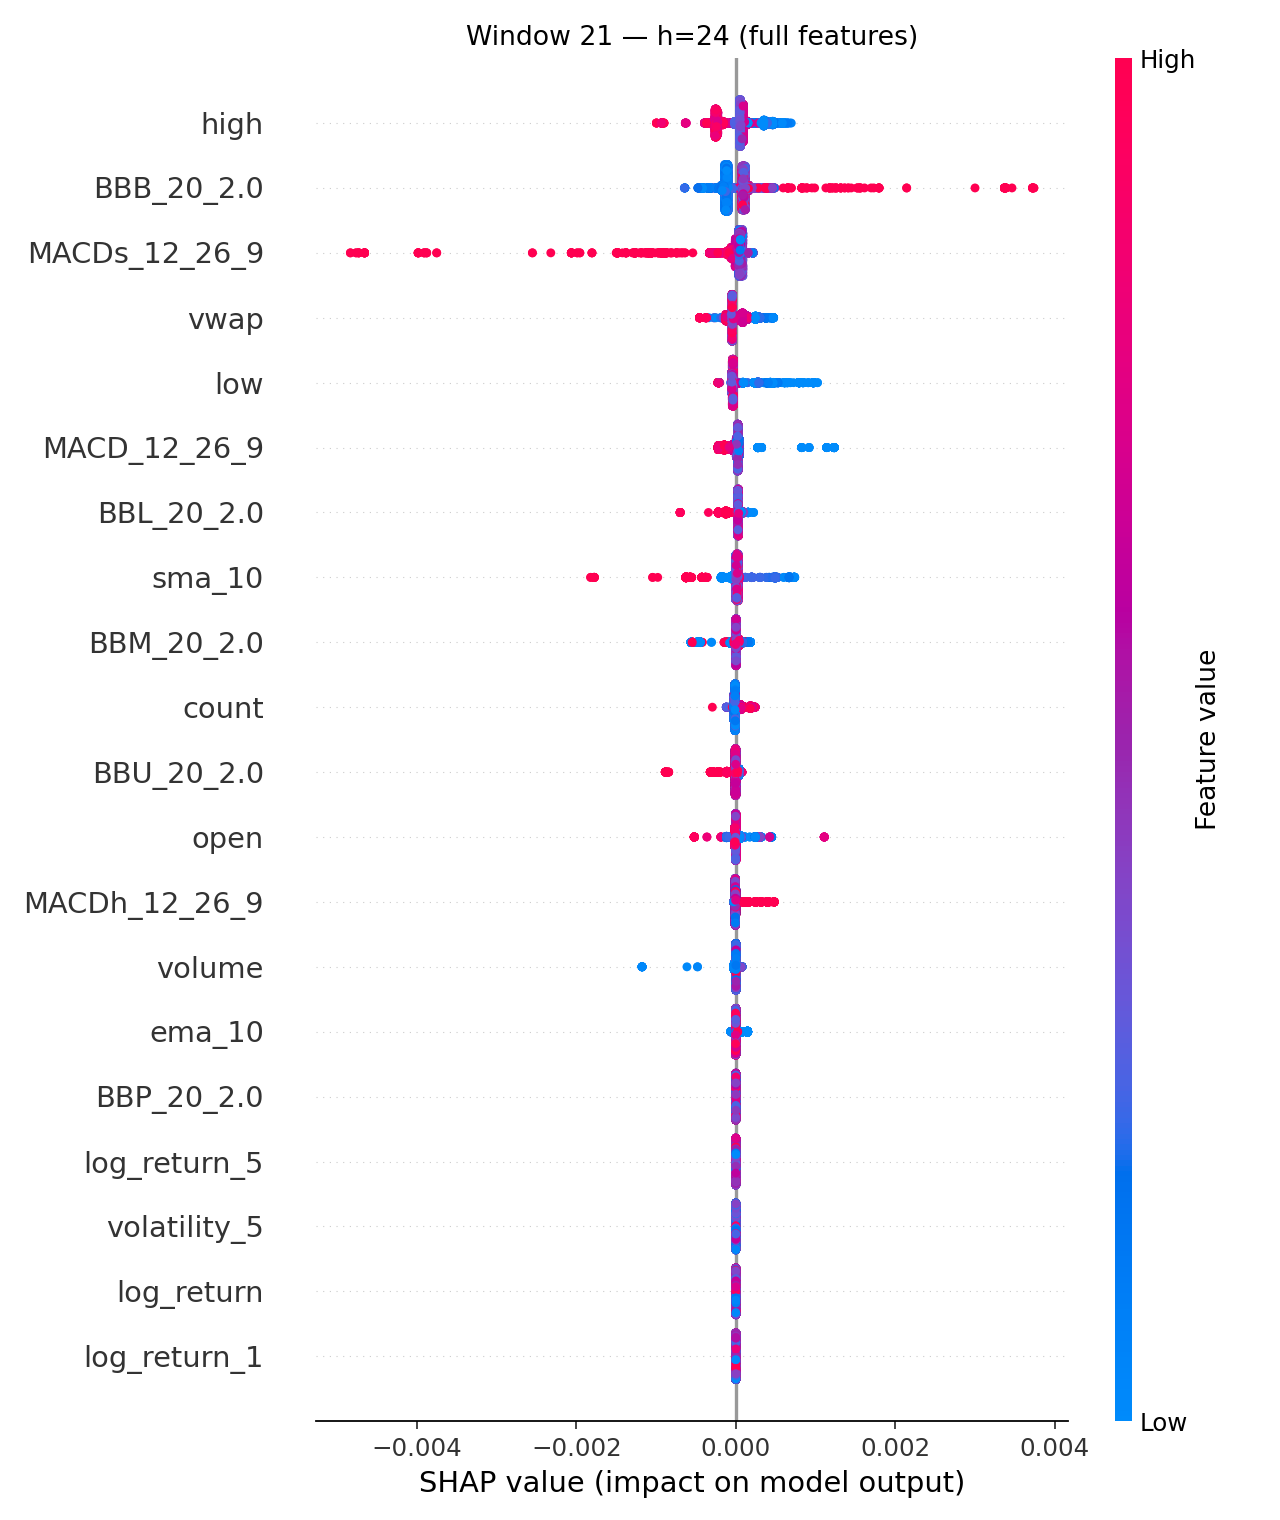 Window 21 — h=24 (full features)
High
high
BBB_20_2.0
MACDs_12_26_9
vwap
low
MACD_12_26_9
BBL_20_2.0
sma_10
BBM_20_2.0
count
BBU_20_2.0
open
MACDh_12_26_9
volume
ema_10
BBP_20_2.0
log_return_5
volatility_5
log_return
log_return_1
Feature value
Low
−0.004 −0.002 0.000 0.002 0.004
SHAP value (impact on model output)